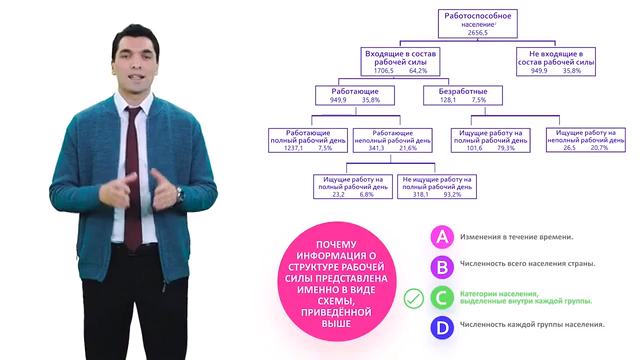 Работоспособное
население¹
2656,5
Входящие в состав
рабочей силы
1706,5 64,2%
Не входящие в
состав рабочей силы
949,9 35,8%
Работающие
949,9 35,8%
Безработные
128,1 7,5%
Работающие
полный рабочий день
1237,1 7,5%
Работающие
неполный рабочий день
341,3 21,6%
Ищущие работу на
полный рабочий день
101,6 79,3%
Ищущие работу на
неполный рабочий день
26,5 20,7%
Ищущие работу на
полный рабочий день
23,2 6,8%
Не ищущие работу на
полный рабочий день
318,1 93,2%
ПОЧЕМУ
ИНФОРМАЦИЯ О
СТРУКТУРЕ РАБОЧЕЙ
СИЛЫ ПРЕДСТАВЛЕНА
ИМЕННО В ВИДЕ
СХЕМЫ,
ПРИВЕДЁННОЙ
ВЫШЕ
A Изменения в течение времени.
B Численность всего населения страны.
C Категории населения,
выделенные внутри каждой группы.
D Численность каждой группы населения.